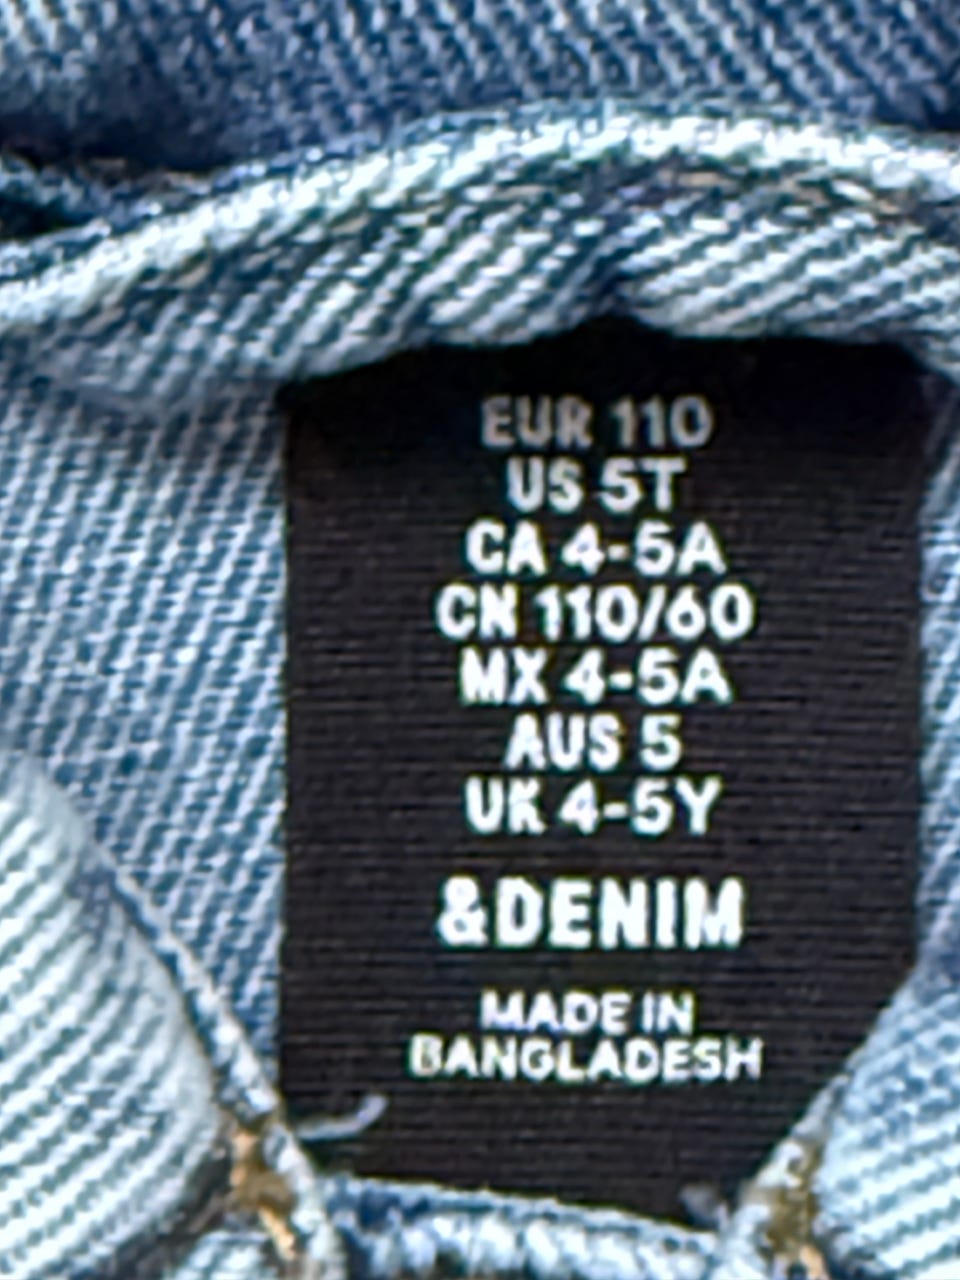 EUR 110
US 5T
CA 4-5A
CN 110/60
MX 4-5A
AUS 5
UK 4-5Y
&DENIM
MADE IN
BANGLADESH